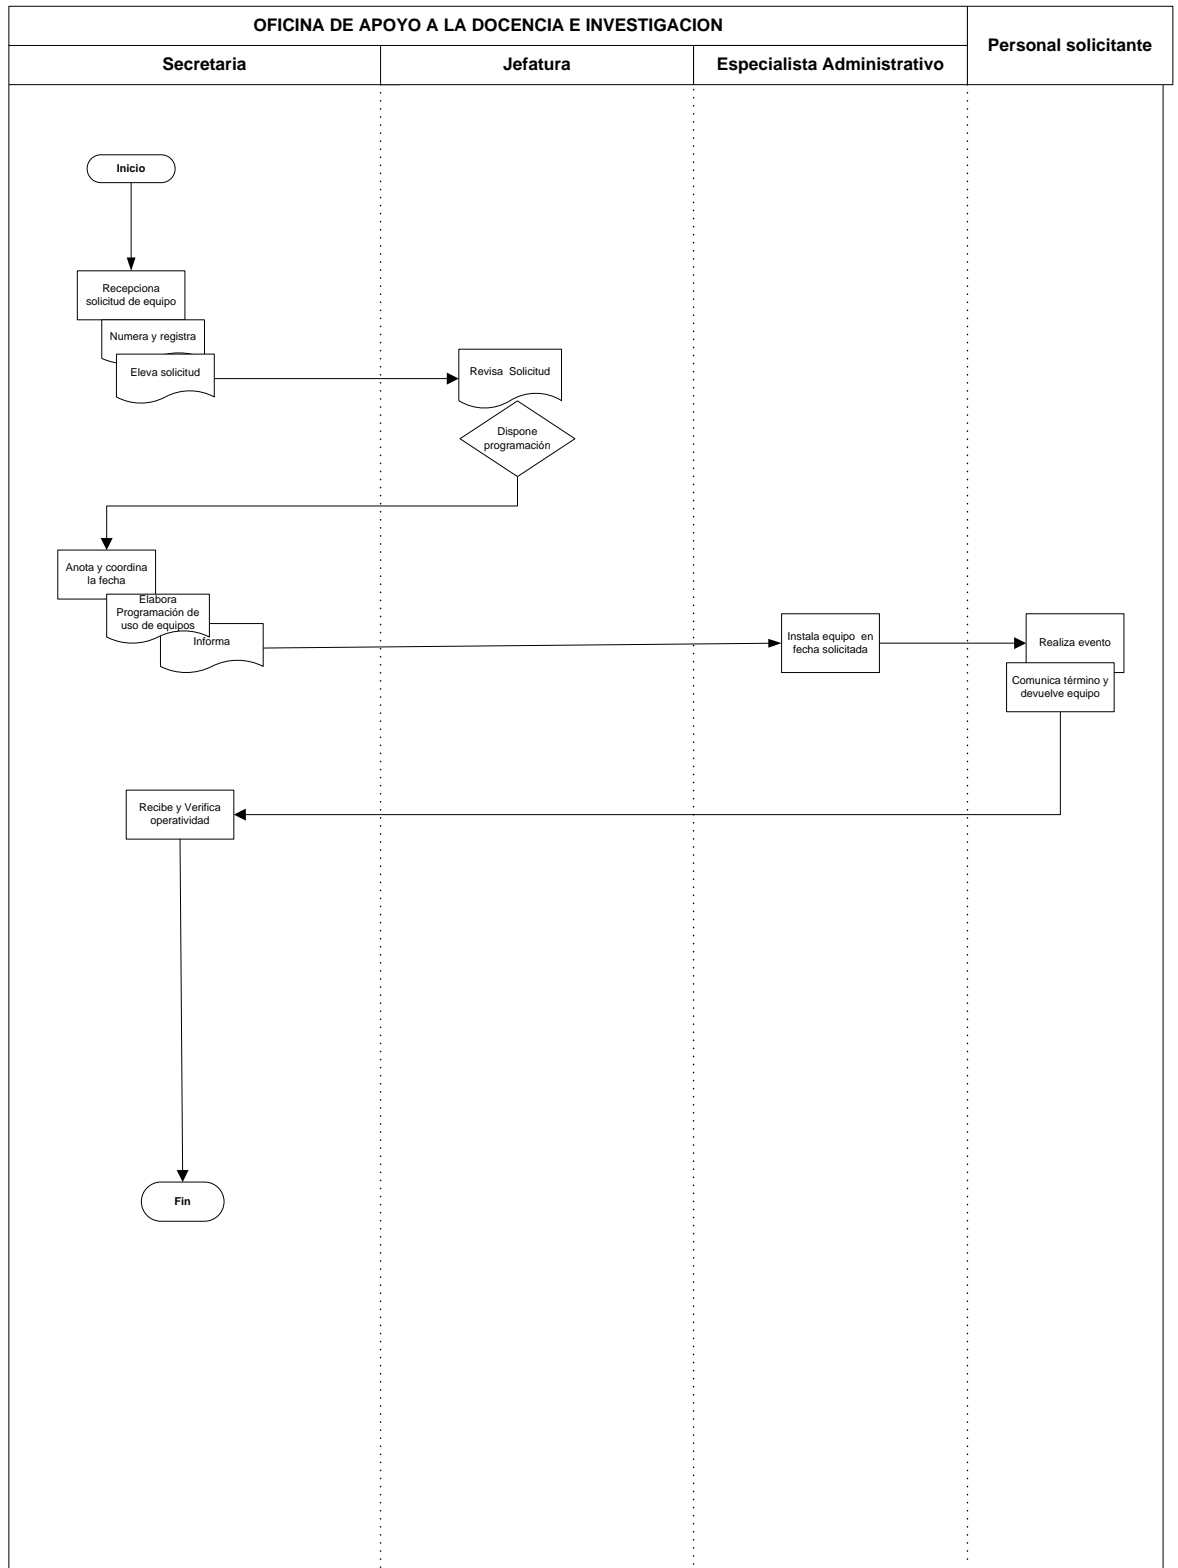 OFICINA DE APOYO A LA DOCENCIA E INVESTIGACION
Personal solicitante
Secretaria
Jefatura
Especialista Administrativo
Inicio
Recepciona
solicitud de equipo
Numera y registra
Eleva solicitud
Revisa Solicitud
Dispone
programación
Anota y coordina
la fecha
Elabora
Programación de
uso de equipos
Informa
Instala equipo en
fecha solicitada
Realiza evento
Comunica término y
devuelve equipo
Recibe y Verifica
operatividad
Fin